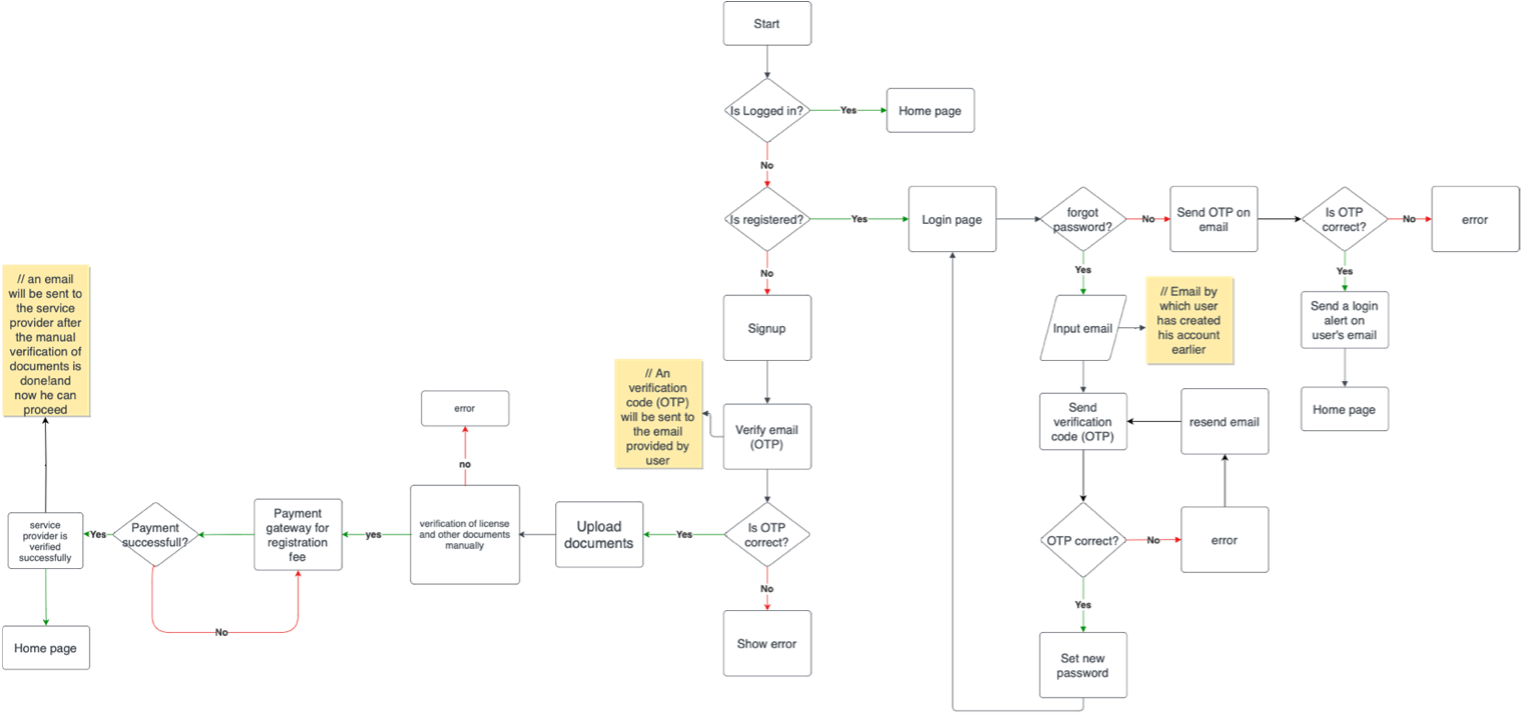 Start
Is Logged in?
Yes
Home page
No
Is registered?
Yes
Login page
forgot
password?
No
Send OTP on
email
Is OTP
correct?
No
error
No
Yes
Yes
Signup
Input email
// Email by
which user
has created
his account
earlier
Send a login
alert on
user's email
Home page
// An
verification
code (OTP)
will be sent to
the email
provided by
user
Verify email
(OTP)
Send
verification
code (OTP)
resend email
OTP correct?
No
error
Yes
Set new
password
Is OTP
correct?
No
Show error
Yes
Upload
documents
verification of license
and other documents
manually
no
error
yes
Payment
gateway for
registration
fee
Payment
successfull?
No
Yes
service
provider is
verified
successfully
// an email
will be sent to
the service
provider after
the manual
verification of
documents is
done!and
now he can
proceed
Home page